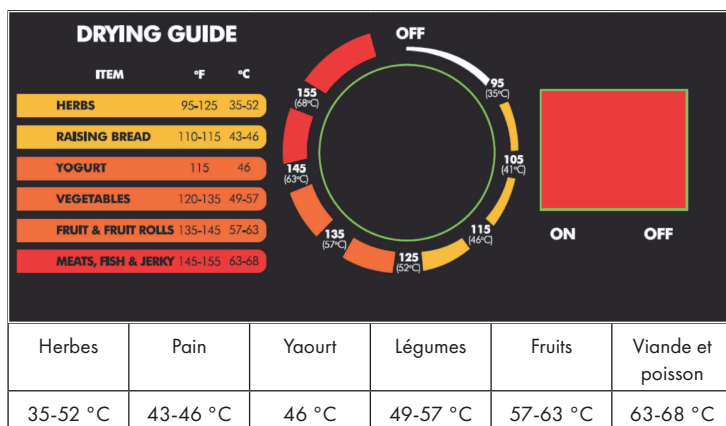 DRYING GUIDE
ITEM °F °C
HERBS 95-125 35-52
RAISING BREAD 110-115 43-46
YOGURT 115 46
VEGETABLES 120-135 49-57
FRUIT & FRUIT ROLLS 135-145 57-63
MEATS, FISH & JERKY 145-155 63-68
OFF
95
(35°C)
105
(41°C)
115
(46°C)
125
(52°C)
135
(57°C)
145
(63°C)
155
(68°C)
ON OFF
Herbes Pain Yaourt Légumes Fruits Viande et
poisson
35-52 °C 43-46 °C 46 °C 49-57 °C 57-63 °C 63-68 °C